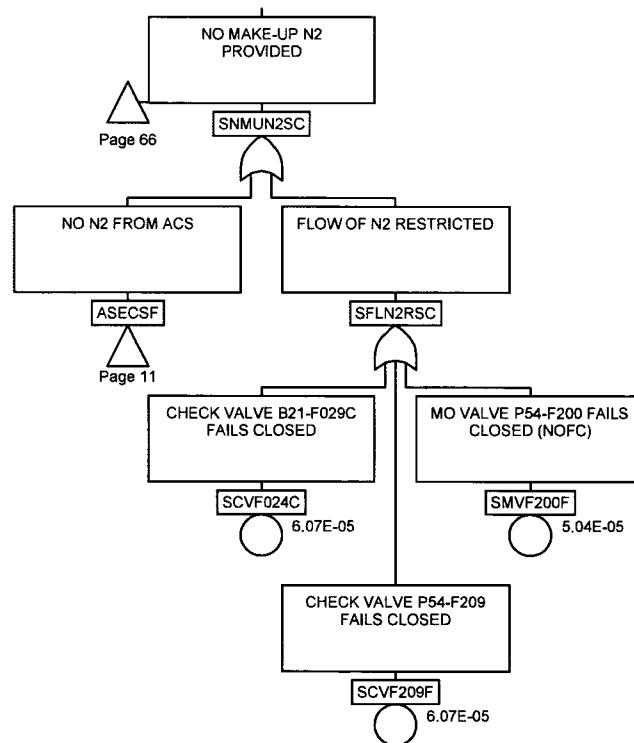 NO MAKE-UP N2
PROVIDED
Page 66
SNMUN2SC
NO N2 FROM ACS
FLOW OF N2 RESTRICTED
ASECSF
SFLN2RSC
Page 11
CHECK VALVE B21-F029C
FAILS CLOSED
MO VALVE P54-F200 FAILS
CLOSED (NOFC)
SCVF024C
6.07E-05
SMVF200F
5.04E-05
CHECK VALVE P54-F209
FAILS CLOSED
SCVF209F
6.07E-05